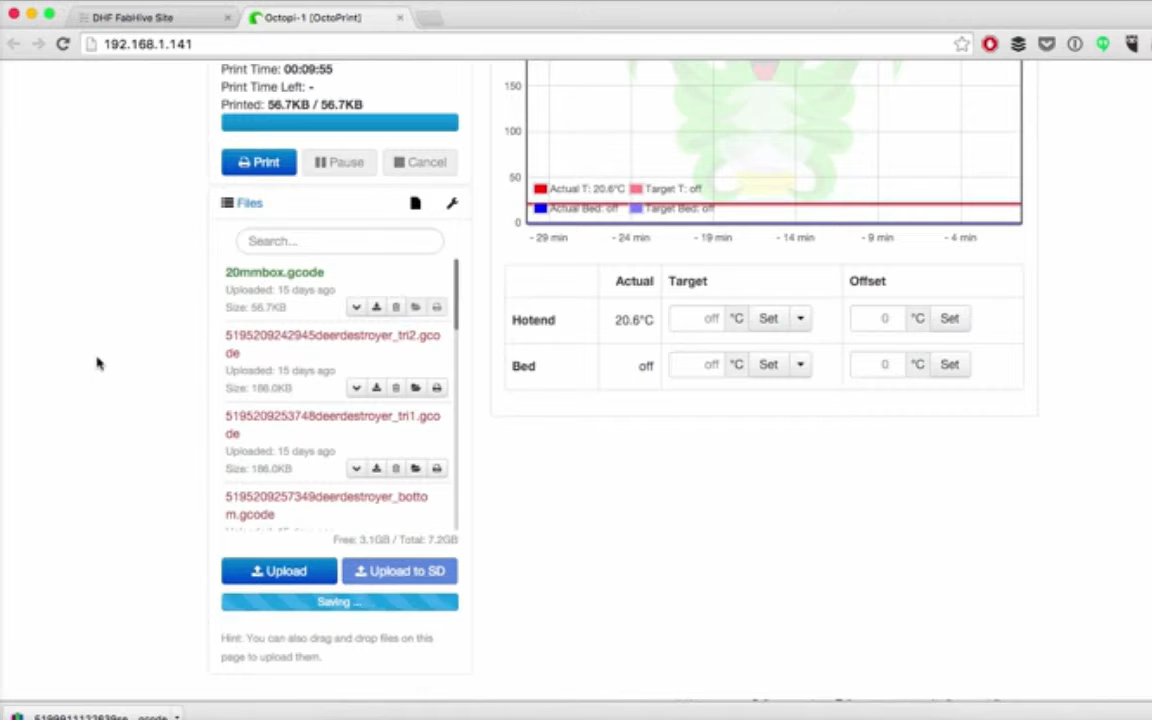 DHF FabHive Site
Octopi-1 [OctoPrint]
192.168.1.141
Print Time: 00:09:55
Print Time Left: -
Printed: 56.7KB / 56.7KB
Print
Pause
Cancel
Files
Search...
20mmbox.gcode
Uploaded: 15 days ago
Size: 56.7KB
5195209242945deerdestroyer_tri2.gco
de
Uploaded: 15 days ago
Size: 186.0KB
5195209253748deerdestroyer_tri1.gco
de
Uploaded: 15 days ago
Size: 186.0KB
5195209257349deerdestroyer_botto
m.gcode
Free: 3.1GB / Total: 7.2GB
Upload
Upload to SD
Saving ...
Hint: You can also drag and drop files on this
page to upload them.
150
100
50
0
Actual T: 20.6°C Target T: off
Actual Bed: off Target Bed: off
- 29 min - 24 min - 19 min - 14 min - 9 min - 4 min
Actual Target Offset
Hotend 20.6°C off °C Set 0 °C Set
Bed off off °C Set 0 °C Set